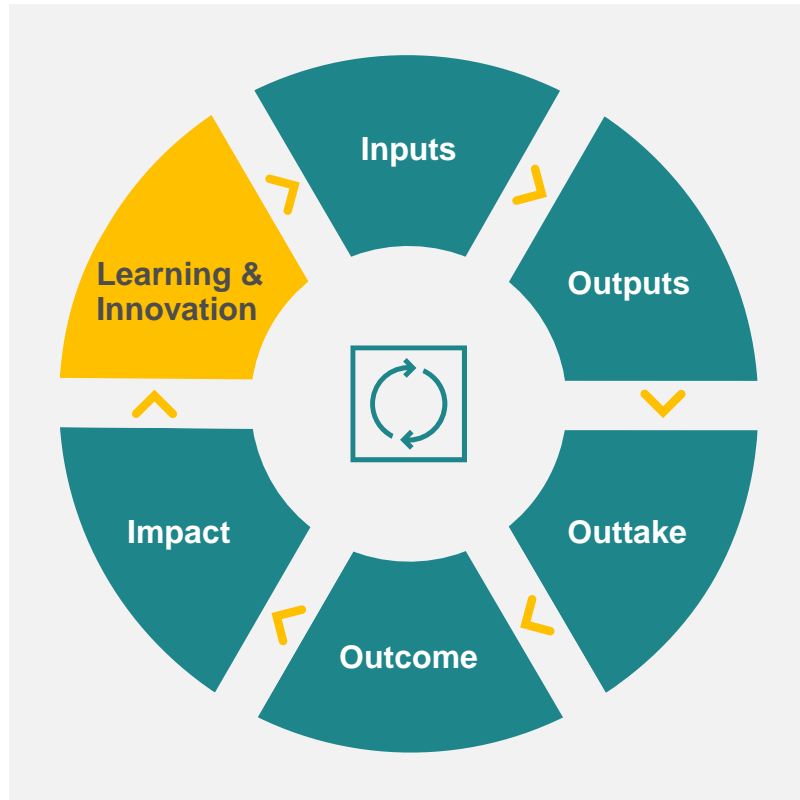 Inputs
Outputs
Outtake
Outcome
Impact
Learning &
Innovation